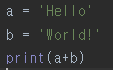 a = 'Hello'
b = 'World!'
print(a+b)